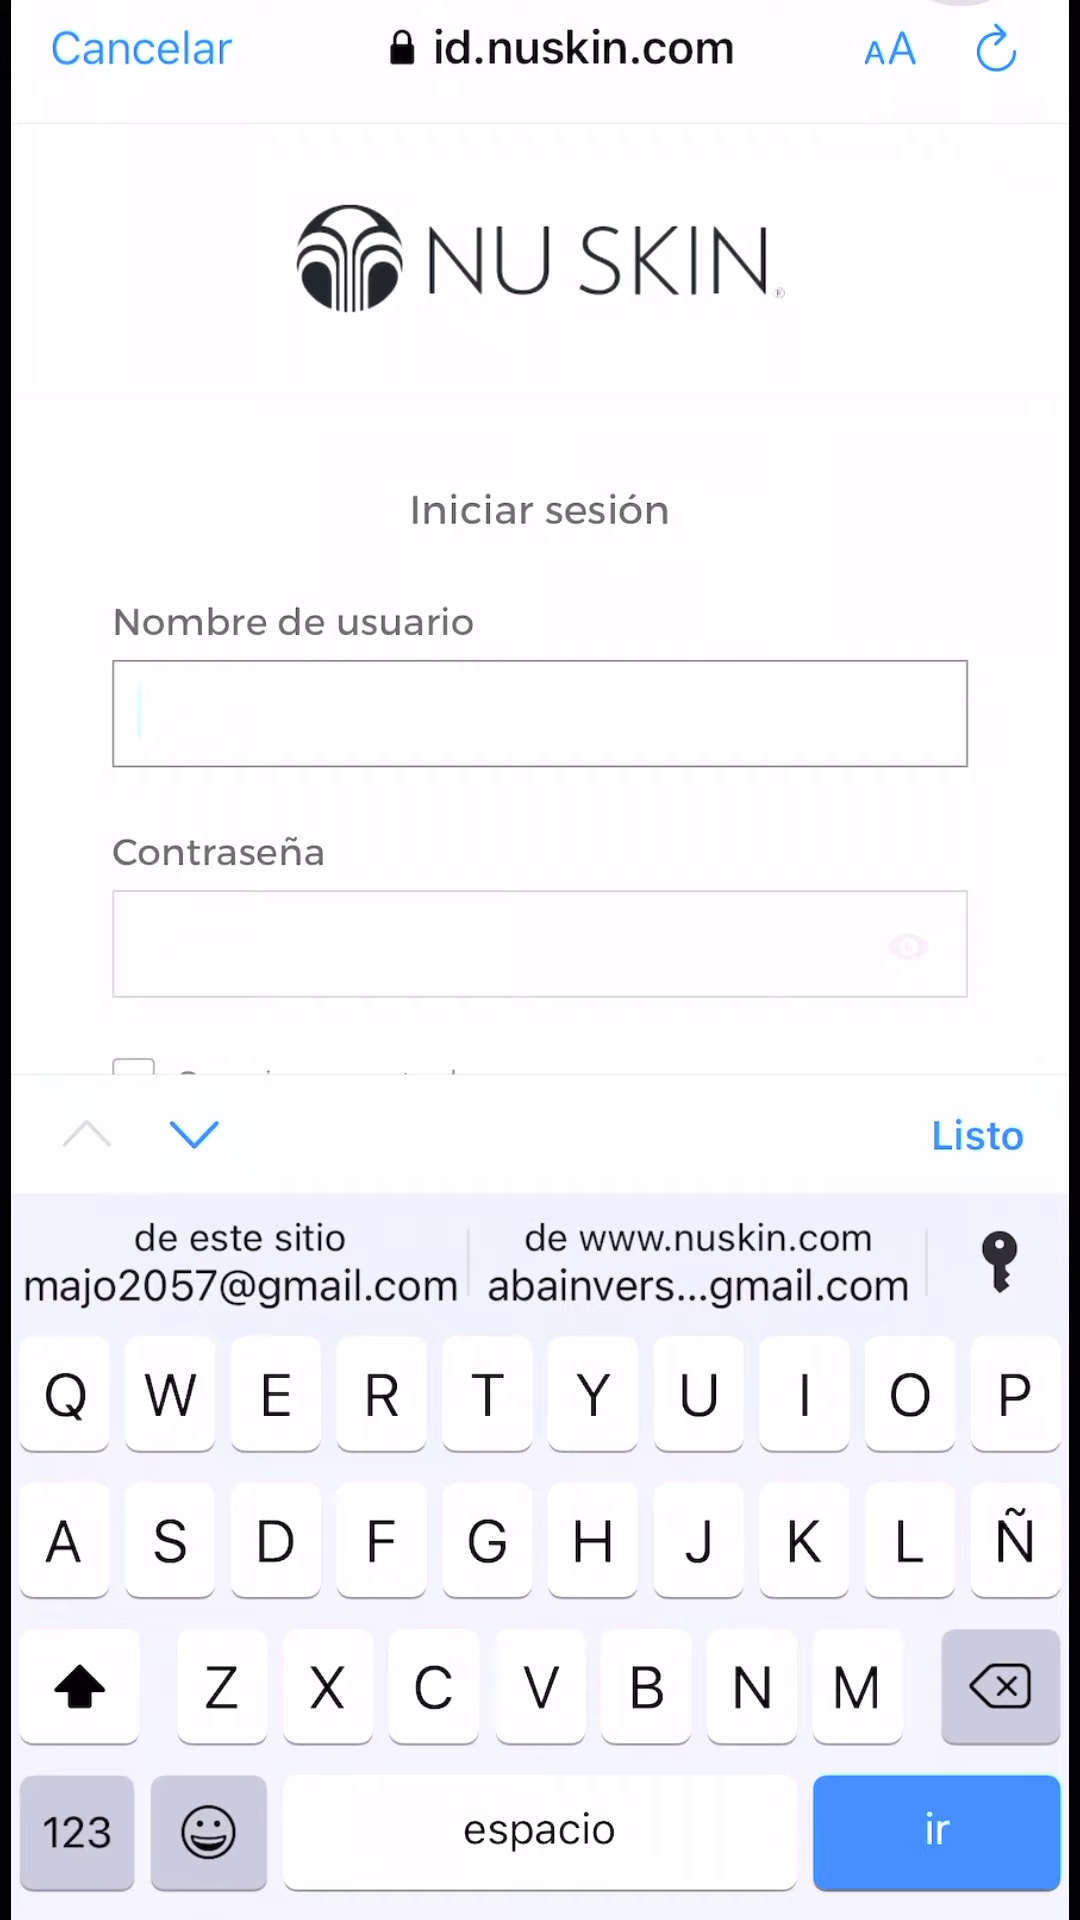 Cancelar
id.nuskin.com
AA
NU SKIN®
Iniciar sesión
Nombre de usuario
Contraseña
Listo
de este sitio
majo2057@gmail.com
de www.nuskin.com
abainvers...gmail.com
Q W E R T Y U I O P
A S D F G H J K L Ñ
Z X C V B N M
123
espacio
ir